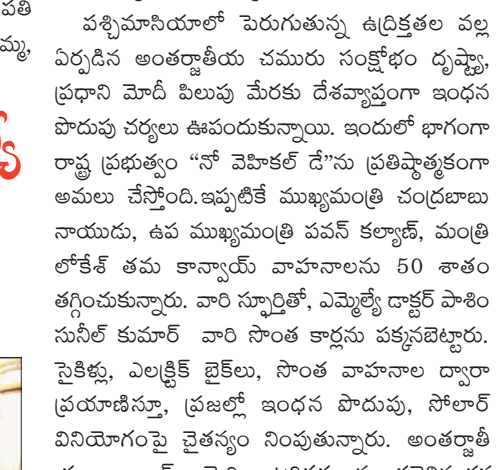 పతి
మ్మ,
పశ్చిమాసియాలో పెరుగుతున్న ఉద్రిక్తతల వల్ల
ఏర్పడిన అంతర్జాతీయ చమురు సంక్షోభం దృష్ట్యా,
ప్రధాని మోదీ పిలుపు మేరకు దేశవ్యాప్తంగా ఇంధన
పొదుపు చర్యలు ఊపందుకున్నాయి. ఇందులో భాగంగా
రాష్ట్ర ప్రభుత్వం “నో వెహికల్ డే”ను ప్రతిష్ఠాత్మకంగా
అమలు చేస్తోంది.ఇప్పటికే ముఖ్యమంత్రి చంద్రబాబు
నాయుడు, ఉప ముఖ్యమంత్రి పవన్ కల్యాణ్, మంత్రి
లోకేశ్ తమ కాన్వాయ్ వాహనాలను 50 శాతం
తగ్గించుకున్నారు. వారి స్ఫూర్తితో, ఎమ్మెల్యే డాక్టర్ పాశిం
సునీల్ కుమార్ వారి సొంత కార్లను పక్కనబెట్టారు.
సైకిళ్లు, ఎలక్ట్రిక్ బైక్‌లు, సొంత వాహనాల ద్వారా
ప్రయాణిస్తూ, ప్రజల్లో ఇంధన పొదుపు, సోలార్
వినియోగంపై చైతన్యం నింపుతున్నారు. అంతర్జాతీ